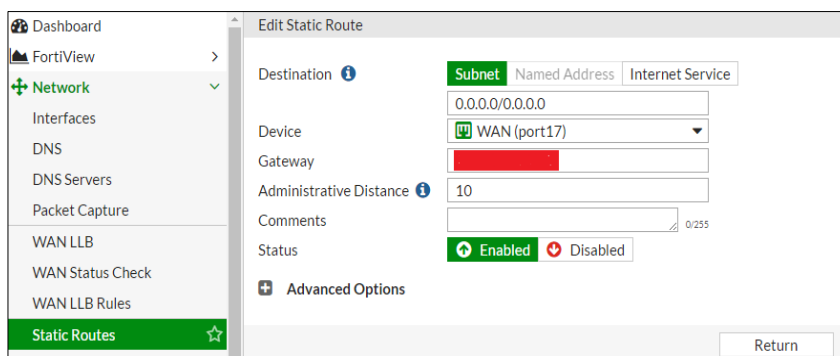 Dashboard
FortiView
Network
Interfaces
DNS
DNS Servers
Packet Capture
WAN LLB
WAN Status Check
WAN LLB Rules
Static Routes
Edit Static Route
Destination
Subnet Named Address Internet Service
0.0.0.0/0.0.0.0
Device WAN (port17)
Gateway
Administrative Distance 10
Comments 0/255
Status Enabled Disabled
Advanced Options
Return